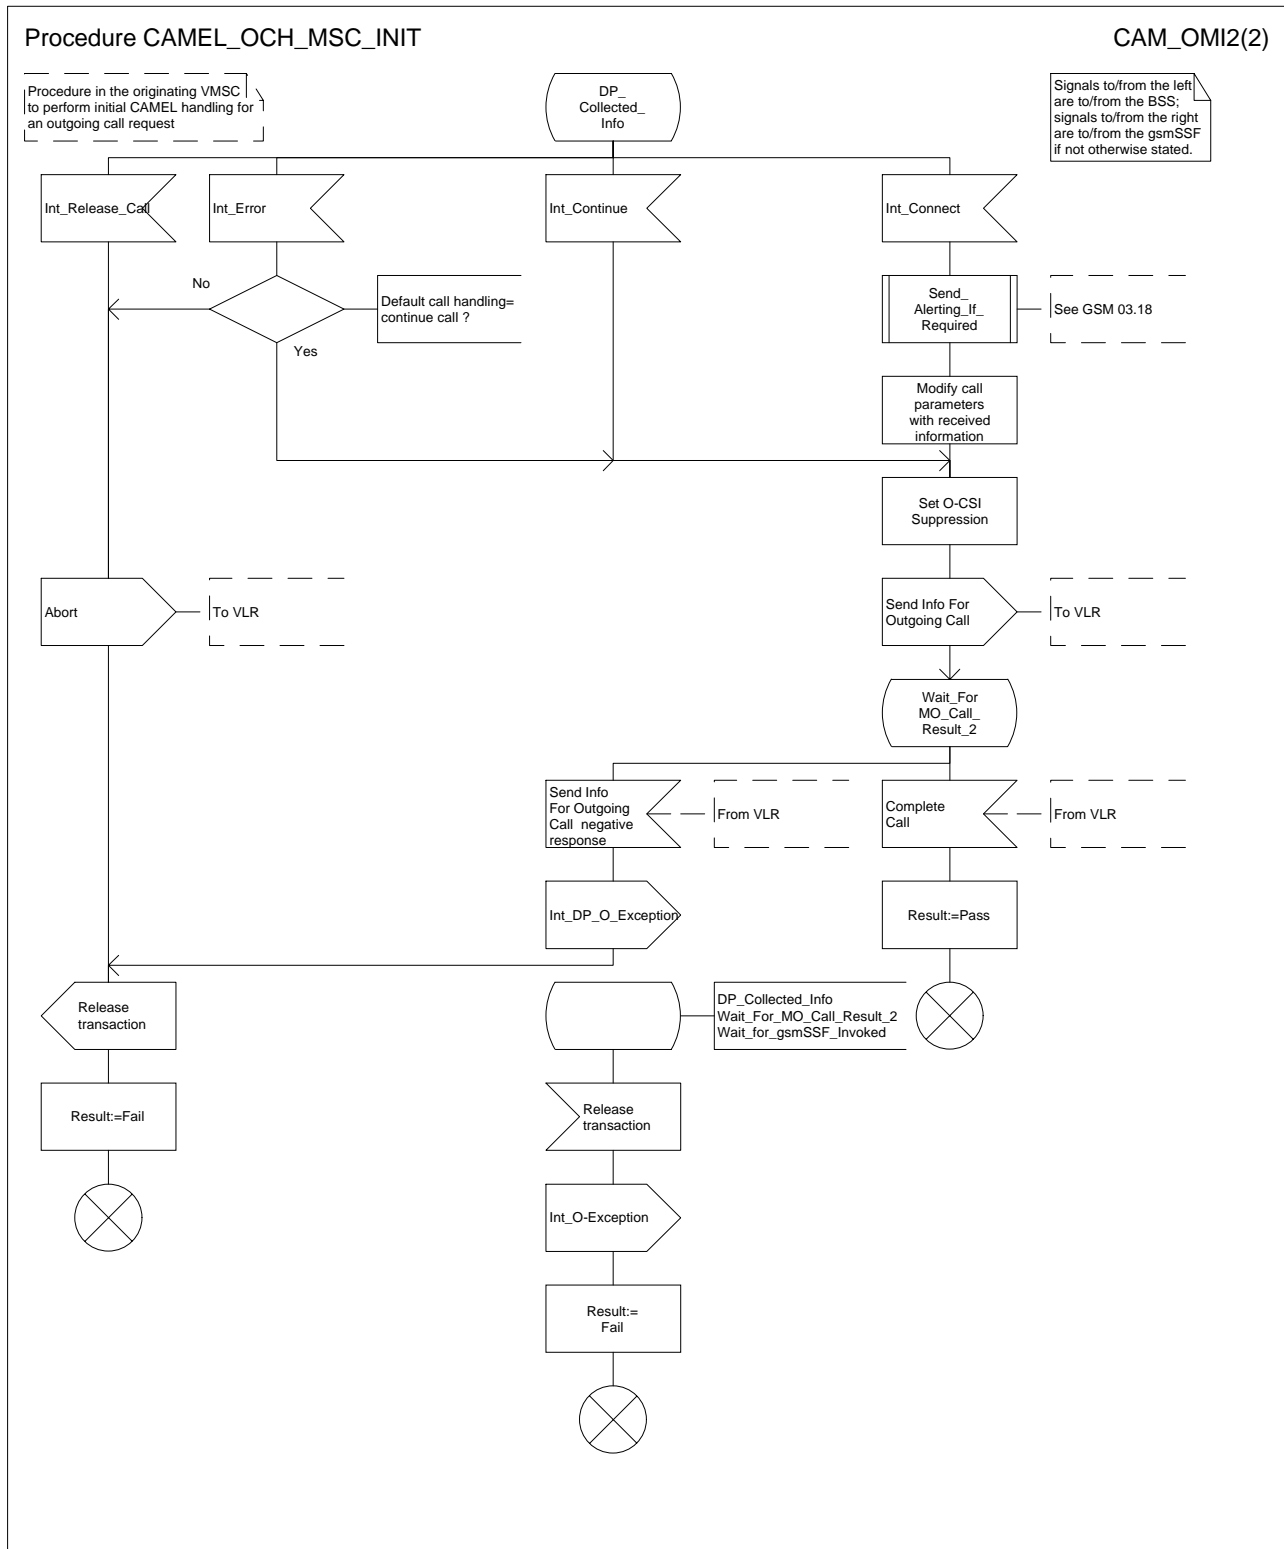 Procedure CAMEL_OCH_MSC_INIT
CAM_OMI2(2)
Procedure in the originating VMSC
to perform initial CAMEL handling for
an outgoing call request
DP_
Collected_
Info
Signals to/from the left
are to/from the BSS;
signals to/from the right
are to/from the gsmSSF
if not otherwise stated.
Int_Release_Call
Int_Error
Int_Continue
Int_Connect
No
Default call handling=
continue call ?
Yes
Send_
Alerting_If_
Required
See GSM 03.18
Modify call
parameters
with received
information
Set O-CSI
Suppression
Abort
To VLR
Send Info For
Outgoing Call
To VLR
Wait_For
MO_Call_
Result_2
Send Info
For Outgoing
Call negative
response
From VLR
Complete
Call
From VLR
Int_DP_O_Exception
Result:=Pass
Release
transaction
DP_Collected_Info
Wait_For_MO_Call_Result_2
Wait_for_gsmSSF_Invoked
Result:=Fail
Release
transaction
Int_O-Exception
Result:=
Fail